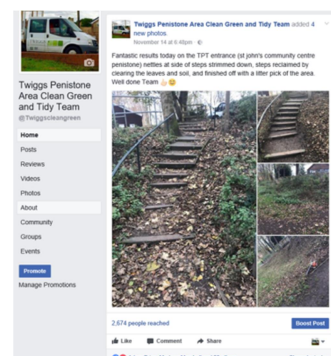 Twiggs Penistone
Area Clean Green
and Tidy Team
@Twiggscleangreen
Home
Posts
Reviews
Videos
Photos
About
Community
Groups
Events
Promote
Manage Promotions
Twiggs Penistone Area Clean Green and Tidy Team added 4
new photos.
November 14 at 6:48pm ·
Fantastic results today on the TPT entrance (st john's community centre
penistone) nettles at side of steps strimmed down, steps reclaimed by
clearing the leaves and soil, and finished off with a litter pick of the area.
Well done Team 👍😉
2,674 people reached
Boost Post
Like Comment Share